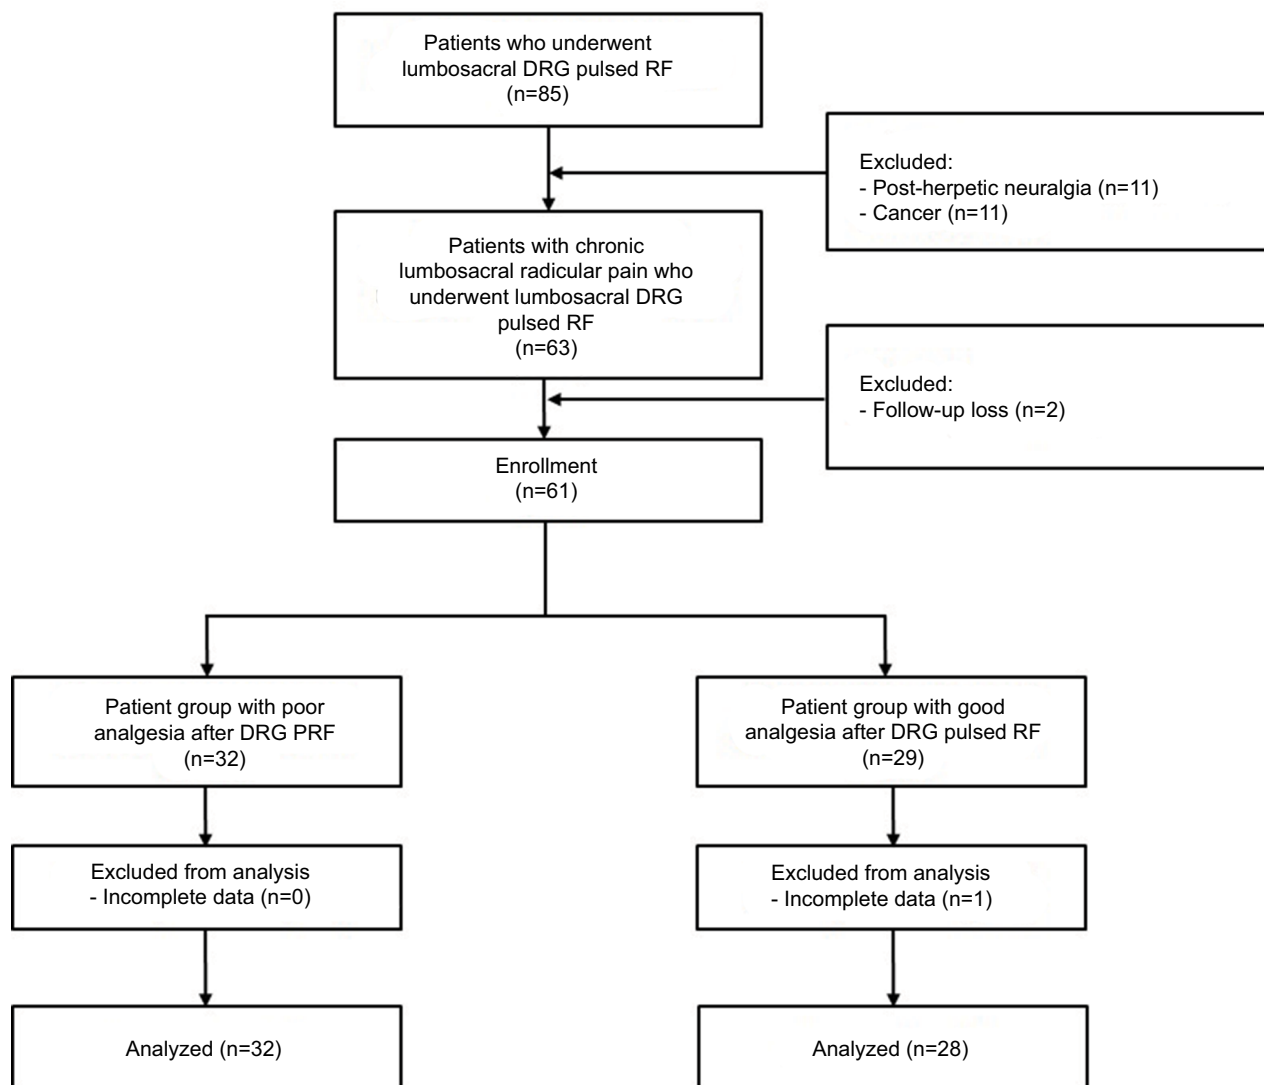 Patients who underwent
lumbosacral DRG pulsed RF
(n=85)
Excluded:
- Post-herpetic neuralgia (n=11)
- Cancer (n=11)
Patients with chronic
lumbosacral radicular pain who
underwent lumbosacral DRG
pulsed RF
(n=63)
Excluded:
- Follow-up loss (n=2)
Enrollment
(n=61)
Patient group with poor
analgesia after DRG PRF
(n=32)
Patient group with good
analgesia after DRG pulsed RF
(n=29)
Excluded from analysis
- Incomplete data (n=0)
Excluded from analysis
- Incomplete data (n=1)
Analyzed (n=32)
Analyzed (n=28)